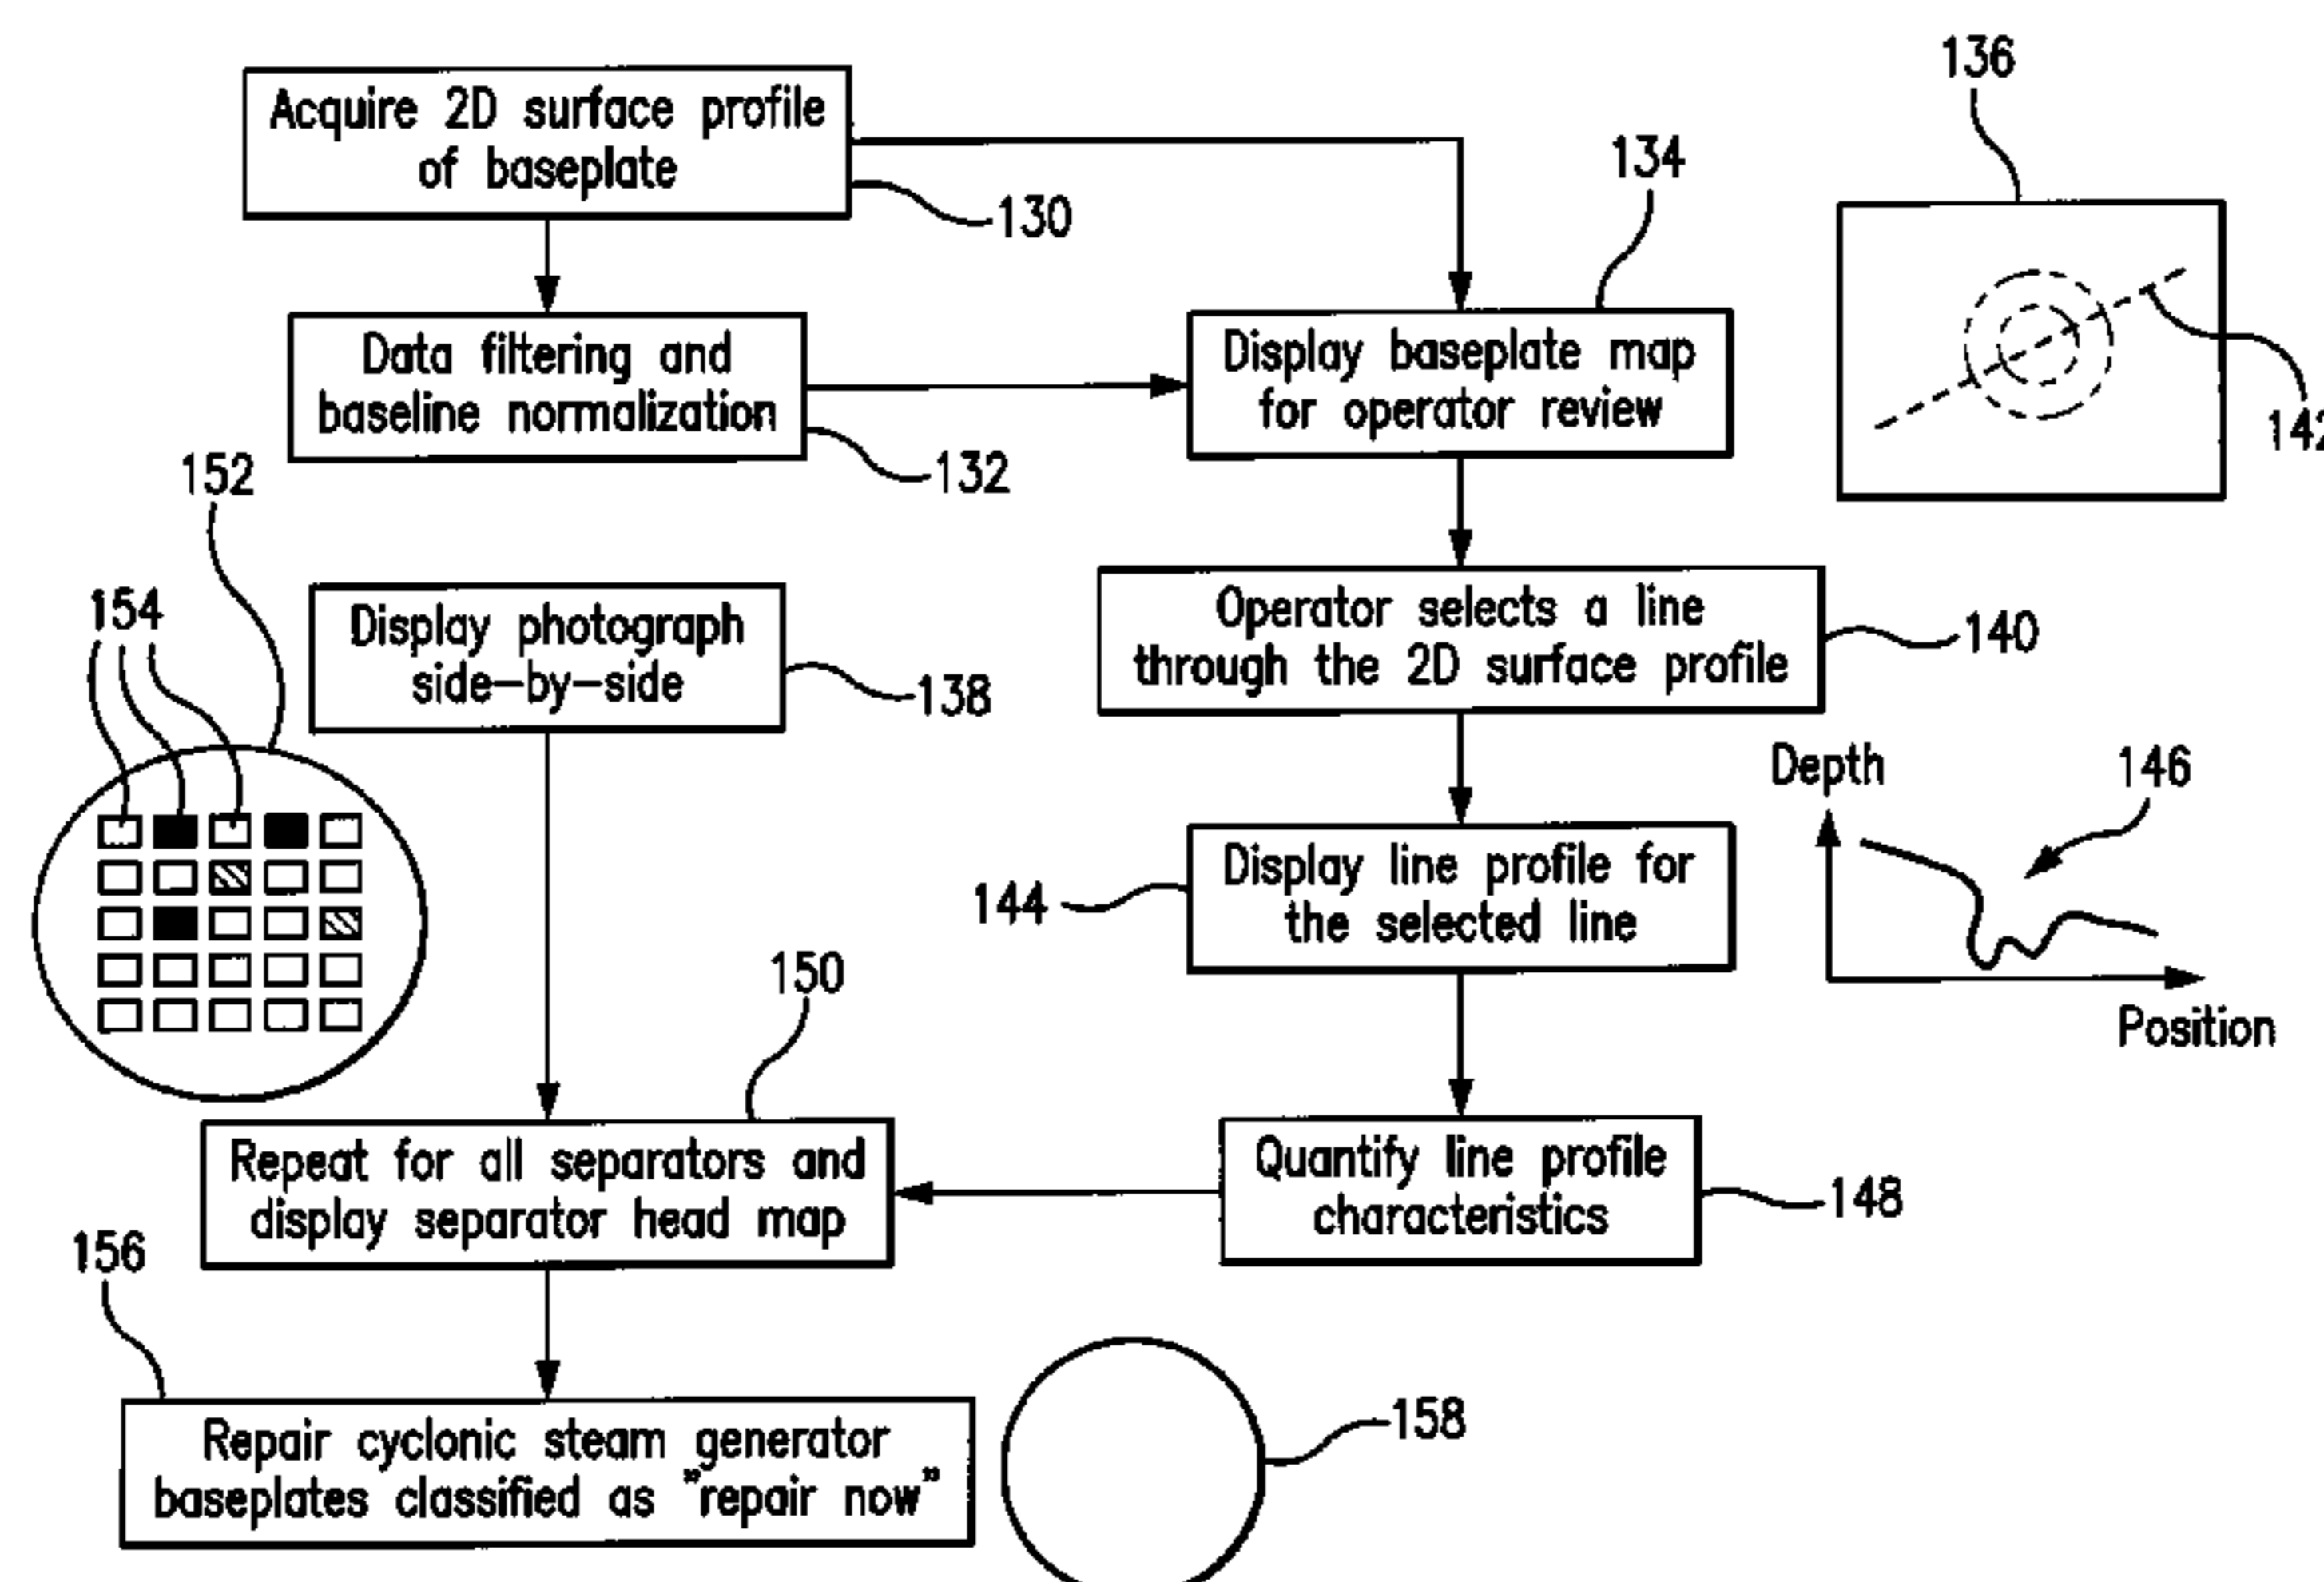 136
Acquire 2D surface profile
of baseplate
134
130
Data filtering and
baseline normalization
Display baseplate map
for operator review
142
152
132
154
Display photograph
side-by-side
138
Operator selects a line
through the 2D surface profile
140
Depth
146
Display line profile for
the selected line
144
150
Position
Repeat for all separators and
display separator head map
Quantify line profile
characteristics
148
156
Repair cyclonic steam generator
baseplates classified as "repair now"
158